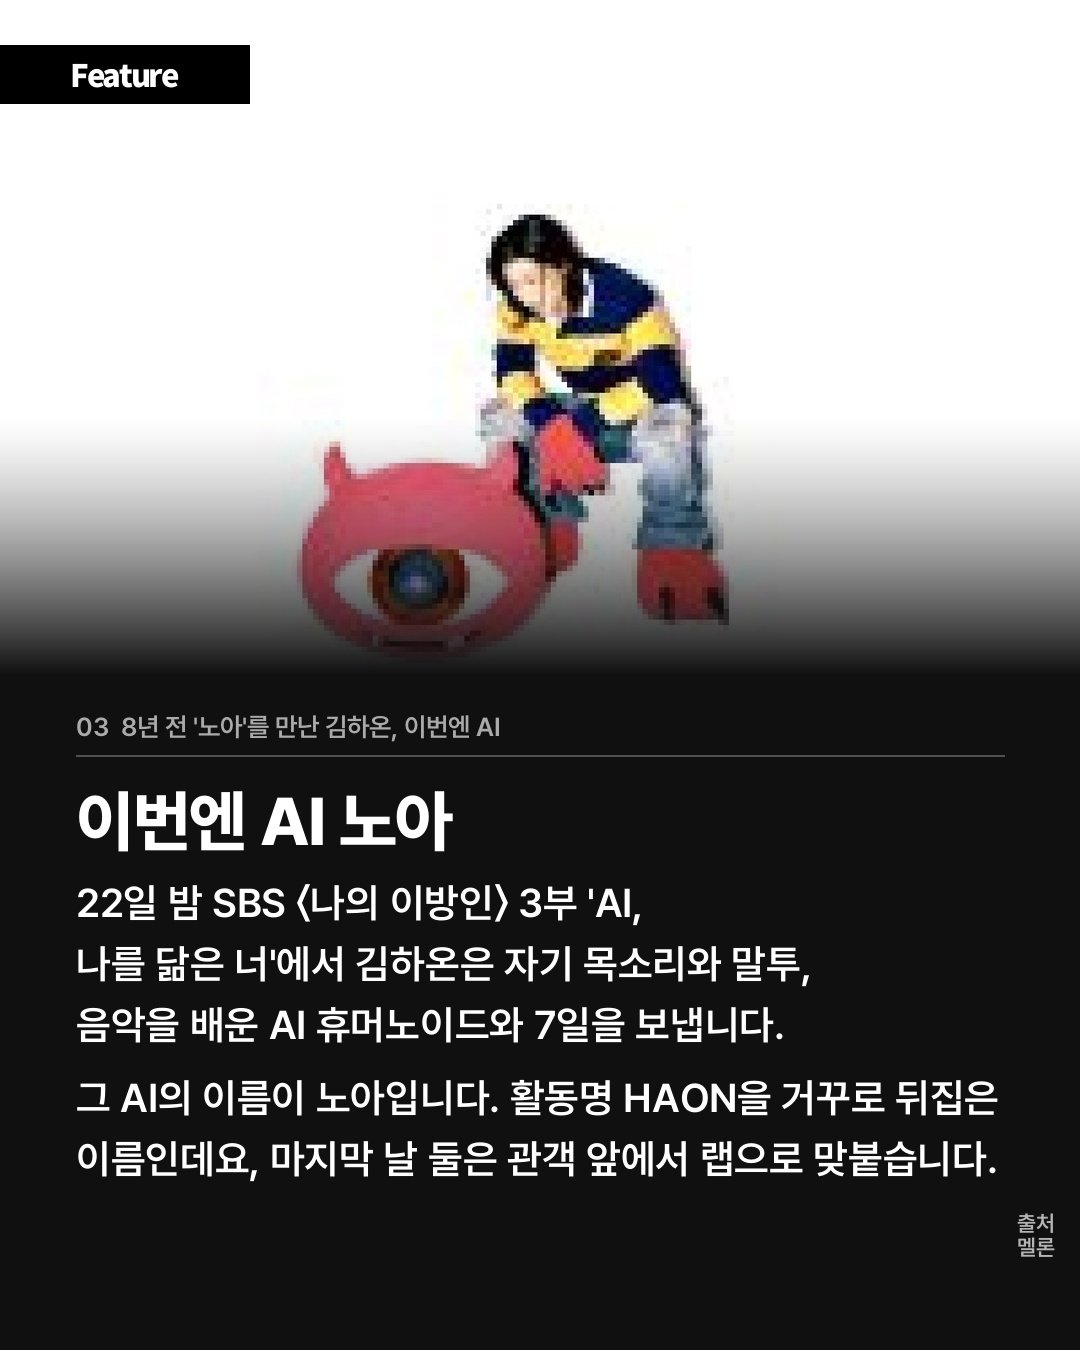 Feature
03 8년 전 '노아'를 만난 김하온, 이번엔 AI
이번엔 AI 노아
22일 밤 SBS 〈나의 이방인〉 3부 'AI,
나를 닮은 너'에서 김하온은 자기 목소리와 말투,
음악을 배운 AI 휴머노이드와 7일을 보냅니다.
그 AI의 이름이 노아입니다. 활동명 HAON을 거꾸로 뒤집은
이름인데요, 마지막 날 둘은 관객 앞에서 랩으로 맞붙습니다.
출처
멜론